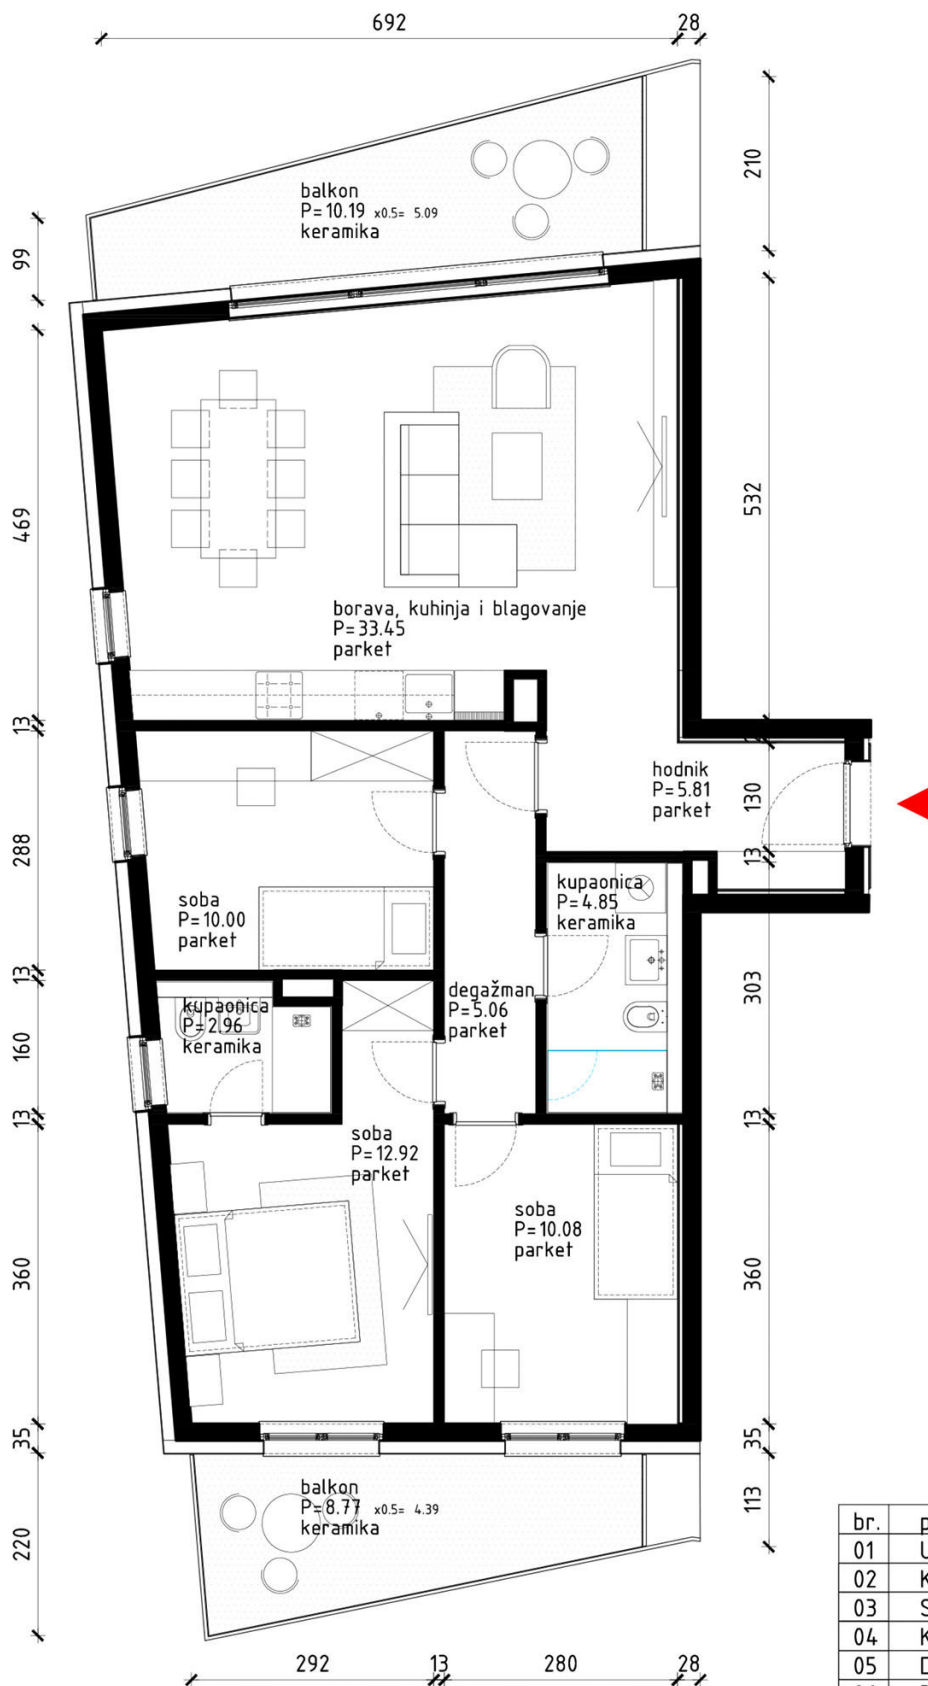 692
28
210
balkon
P=10.19 x0.5= 5.09
keramika
99
469
532
borava, kuhinja i blagovanje
P=33.45
parket
13
hodnik
P=5.81
parket
130
13
288
soba
P=10.00
parket
kupaonica
P=4.85
keramika
13
303
degažman
P=5.06
parket
kupaonica
P=2.96
keramika
160
13
13
soba
P=12.92
parket
soba
P=10.08
parket
360
360
35
35
balkon
P=8.77 x0.5= 4.39
keramika
113
220
292
13
280
28
br.
01
02
03
04
05